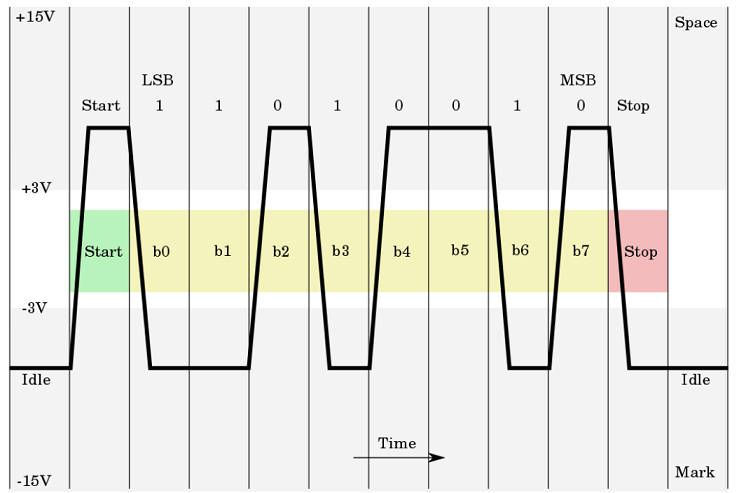 +15V
Space
LSB MSB
Start 1 1 0 1 0 0 1 0 Stop
+3V
Start b0 b1 b2 b3 b4 b5 b6 b7 Stop
-3V
Idle Idle
Time
Mark
-15V